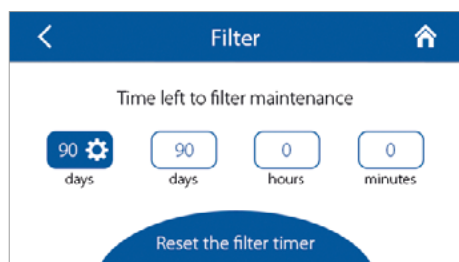 Filter
Time left to filter maintenance
90 90 0 0
days days hours minutes
Reset the filter timer